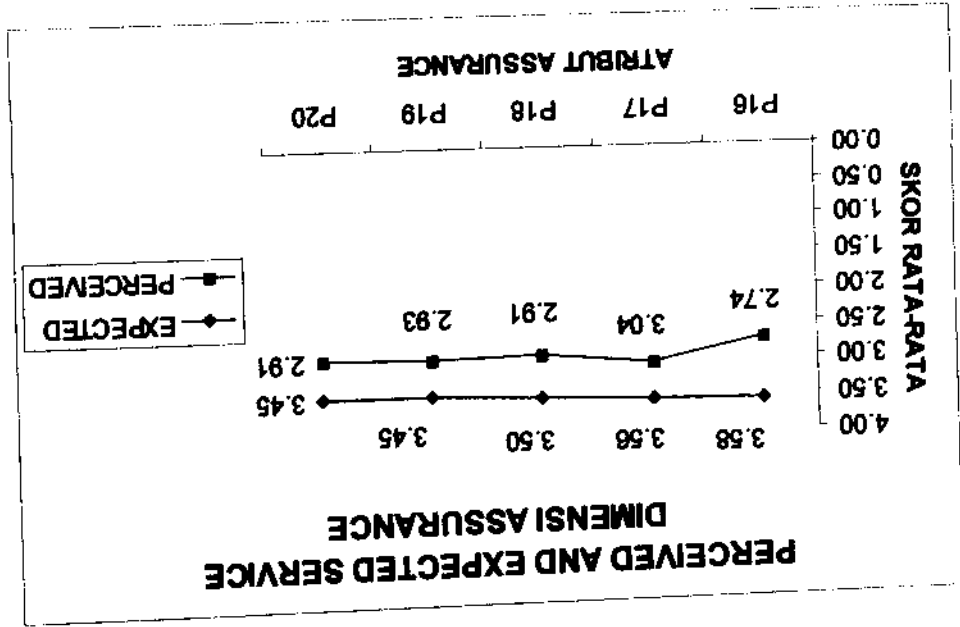 PERCEIVED AND EXPECTED SERVICE
DIMENSI ASSURANCE
SKOR RATA-RATA
4.00
3.50
3.00
2.50
2.00
1.50
1.00
0.50
0.00
3.58
3.56
3.50
3.45
3.45
2.74
3.04
2.91
2.93
2.91
P16
P17
P18
P19
P20
ATRIBUT ASSURANCE
EXPECTED
PERCEIVED